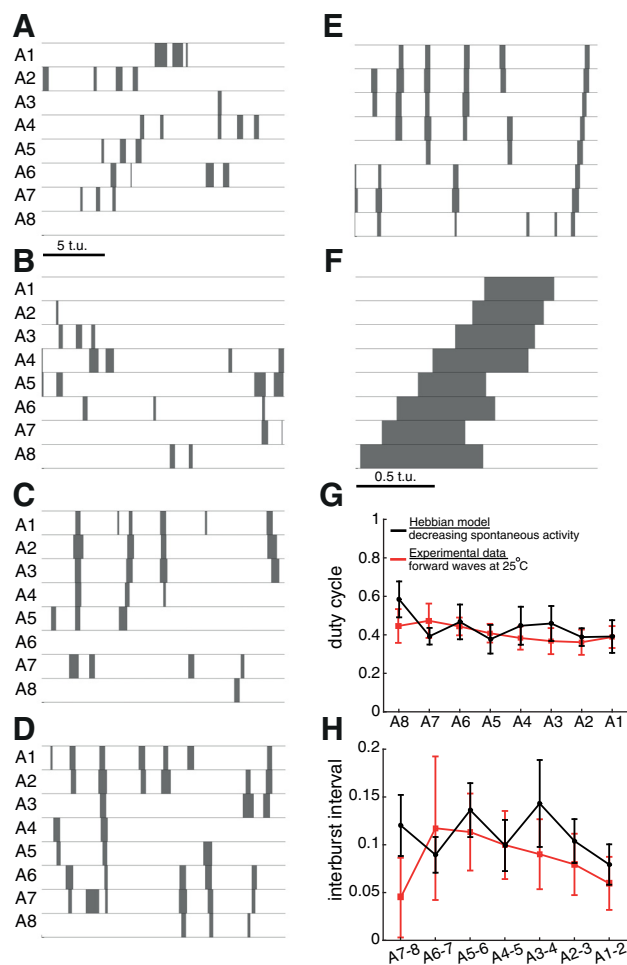 A
A1
A2
A3
A4
A5
A6
A7
A8
5 t.u.
B
A1
A2
A3
A4
A5
A6
A7
A8
C
A1
A2
A3
A4
A5
A6
A7
A8
D
A1
A2
A3
A4
A5
A6
A7
A8
E
F
0.5 t.u.
G
duty cycle
1
0.8
0.6
0.4
0.2
0
Hebbian model
decreasing spontaneous activity
Experimental data
forward waves at 25°C
A8 A7 A6 A5 A4 A3 A2 A1
H
interburst interval
0.2
0.15
0.1
0.05
0
A7-8 A6-7 A5-6 A4-5 A3-4 A2-3 A1-2